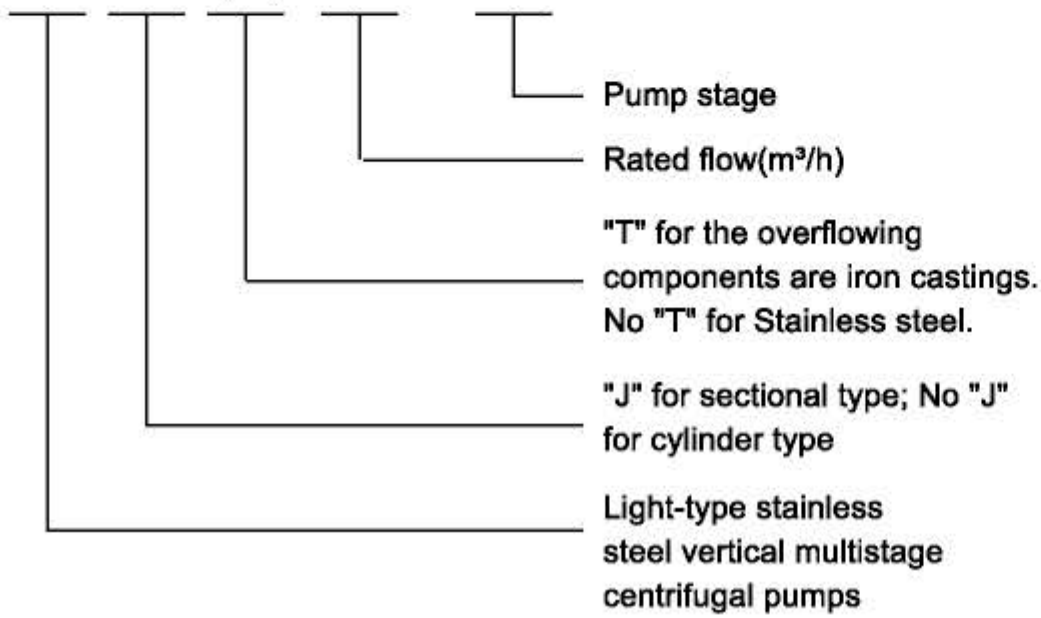 Pump stage
Rated flow(m³/h)
"T" for the overflowing
components are iron castings.
No "T" for Stainless steel.
"J" for sectional type; No "J"
for cylinder type
Light-type stainless
steel vertical multistage
centrifugal pumps